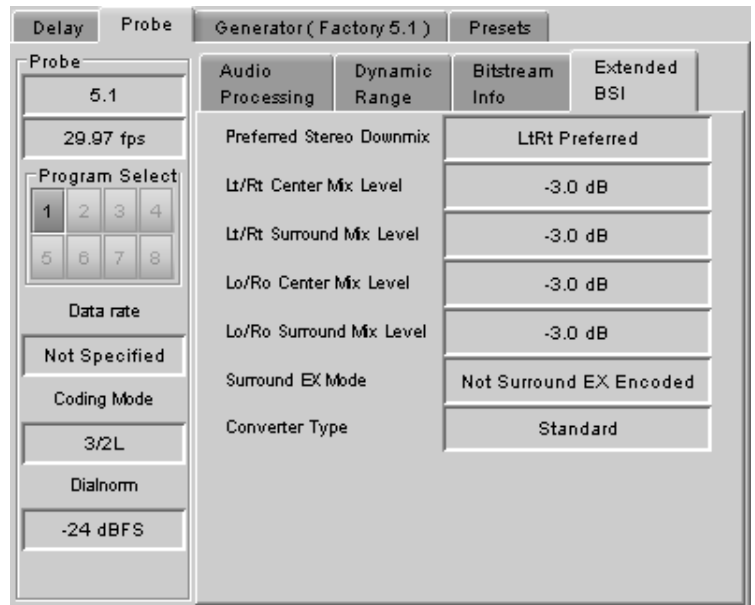 Delay
Probe
Generator ( Factory 5.1 )
Presets
Probe
5.1
29.97 fps
Program Select
1 2 3 4
5 6 7 8
Data rate
Not Specified
Coding Mode
3/2L
Dialnorm
-24 dBFS
Audio
Processing
Dynamic
Range
Bitstream
Info
Extended
BSI
Preferred Stereo Downmix
LtRt Preferred
Lt/Rt Center Mix Level
-3.0 dB
Lt/Rt Surround Mix Level
-3.0 dB
Lo/Ro Center Mix Level
-3.0 dB
Lo/Ro Surround Mix Level
-3.0 dB
Surround EX Mode
Not Surround EX Encoded
Converter Type
Standard